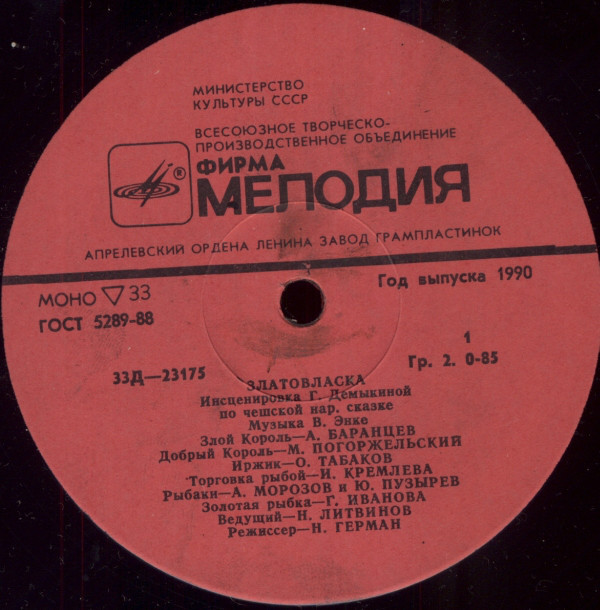 МИНИСТЕРСТВО
КУЛЬТУРЫ СССР
ВСЕСОЮЗНОЕ ТВОРЧЕСКО-
ПРОИЗВОДСТВЕННОЕ ОБЪЕДИНЕНИЕ
ФИРМА
®
МЕЛОДИЯ
АПРЕЛЕВСКИЙ ОРДЕНА ЛЕНИНА ЗАВОД ГРАМПЛАСТИНОК
МОНО ▽ 33
Год выпуска 1990
ГОСТ 5289-88
1
33Д—23175
Гр. 2. 0-85
ЗЛАТОВЛАСКА
Инсценировка Г. Демыкиной
по чешской нар. сказке
Музыка В. Энке
Злой Король—А. БАРАНЦЕВ
Добрый Король—М. ПОГОРЖЕЛЬСКИЙ
Иржик—О. ТАБАКОВ
Торговка рыбой—И. КРЕМЛЕВА
Рыбаки—А. МОРОЗОВ и Ю. ПУЗЫРЕВ
Золотая рыбка—Г. ИВАНОВА
Ведущий—Н. ЛИТВИНОВ
Режиссер—Н. ГЕРМАН